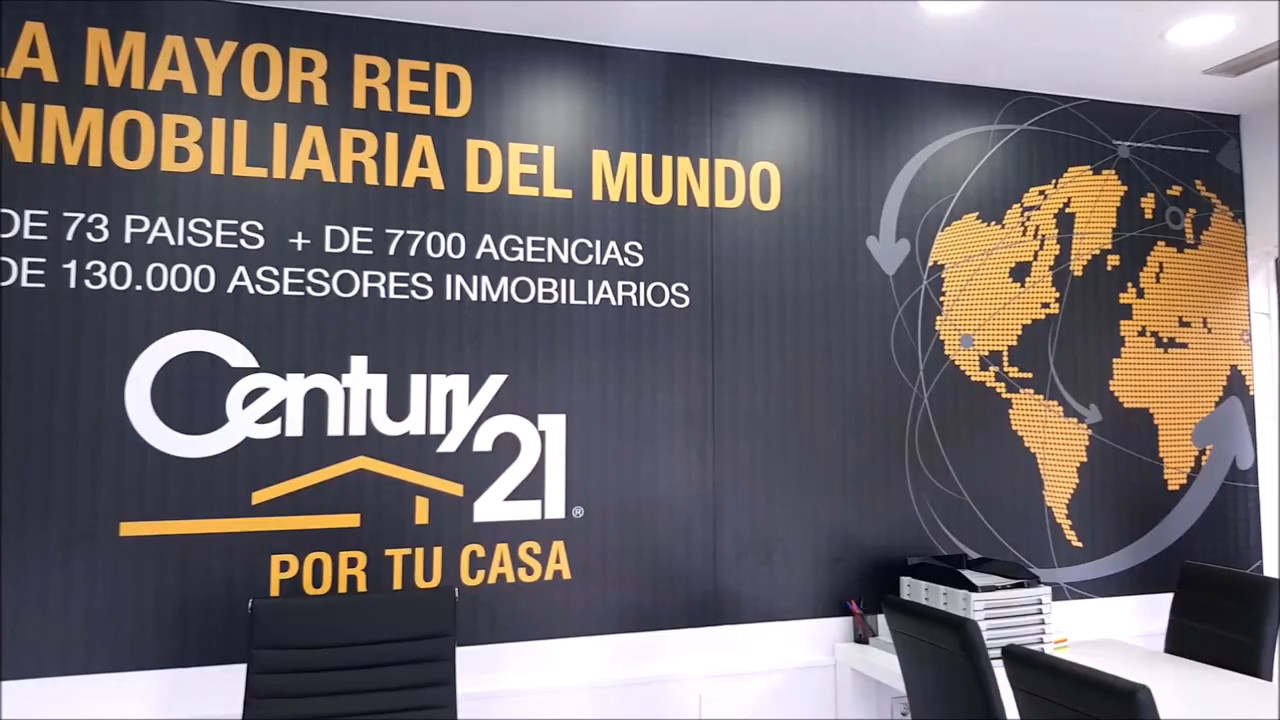 LA MAYOR RED
INMOBILIARIA DEL MUNDO
DE 73 PAISES + DE 7700 AGENCIAS
DE 130.000 ASESORES INMOBILIARIOS
Century 21®
POR TU CASA